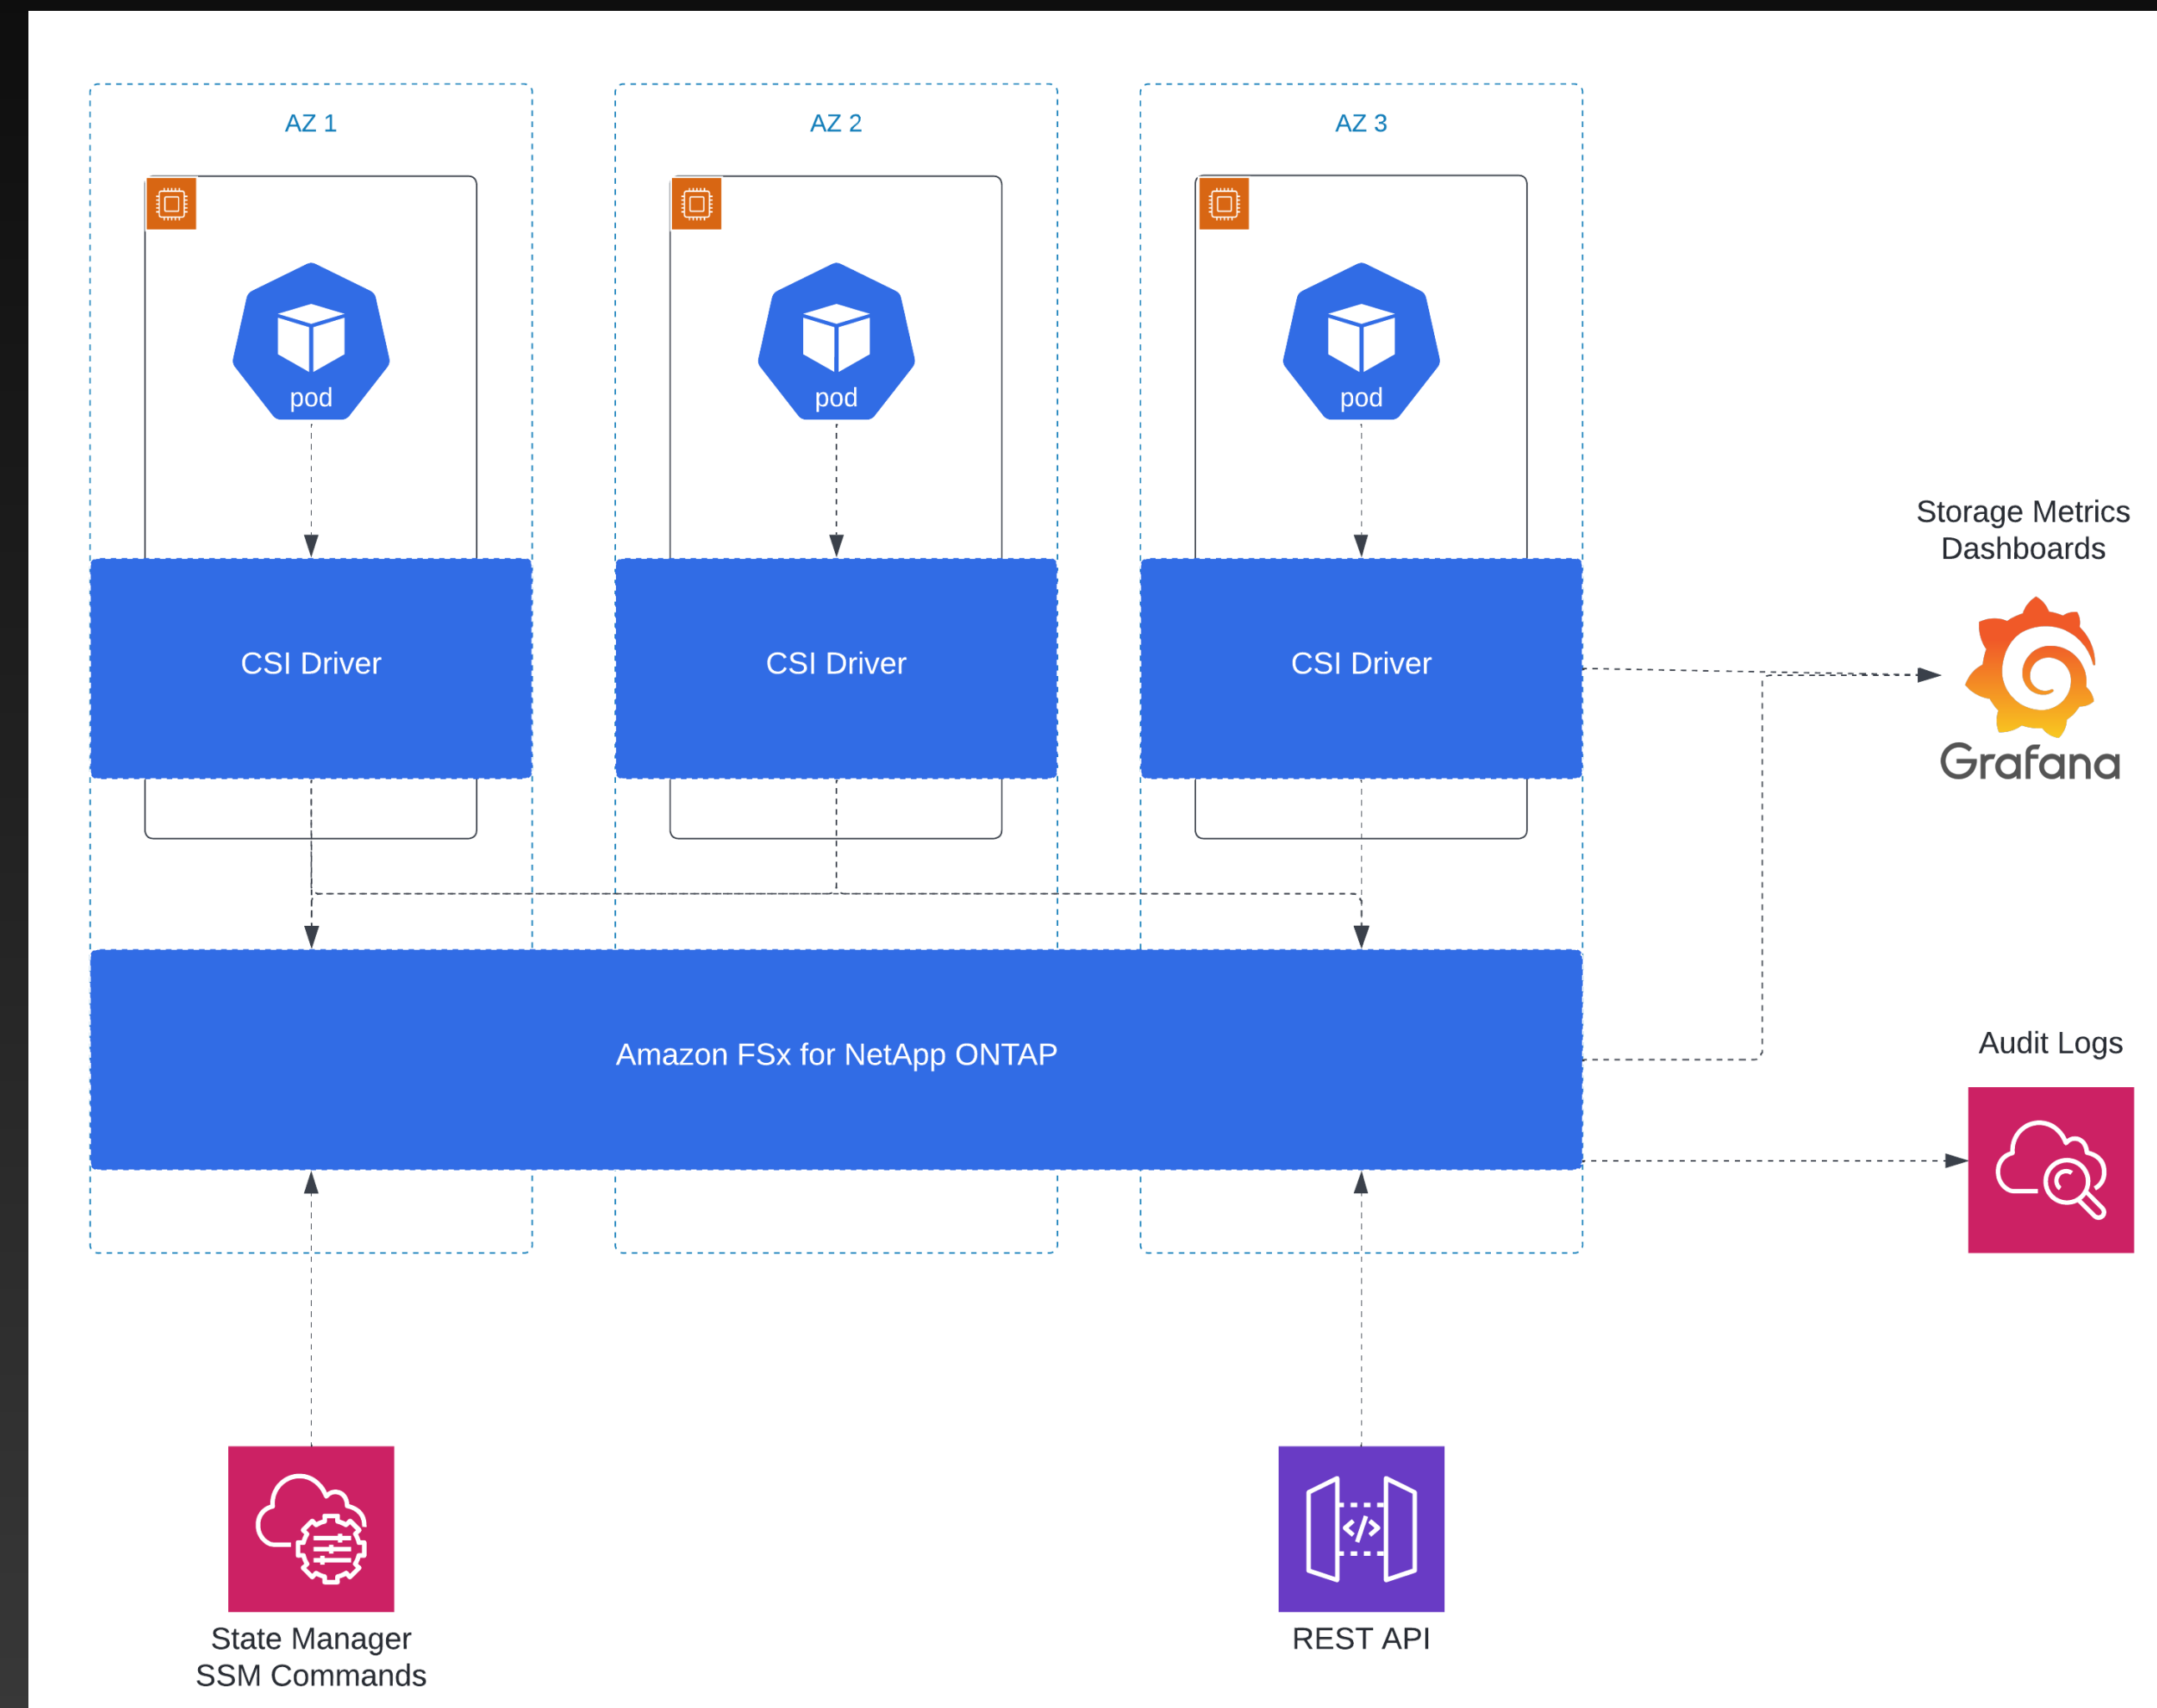 AZ 1
AZ 2
AZ 3
pod
pod
pod
Storage Metrics
Dashboards
CSI Driver
CSI Driver
CSI Driver
Grafana
Audit Logs
Amazon FSx for NetApp ONTAP
State Manager
SSM Commands
REST API